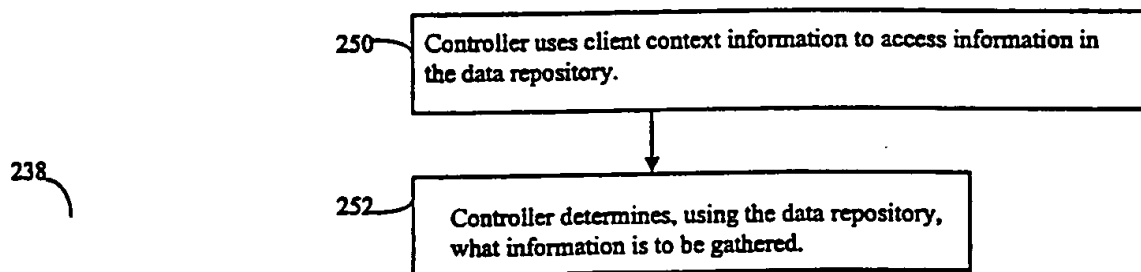 250
Controller uses client context information to access information in
the data repository.
238
252
Controller determines, using the data repository,
what information is to be gathered.